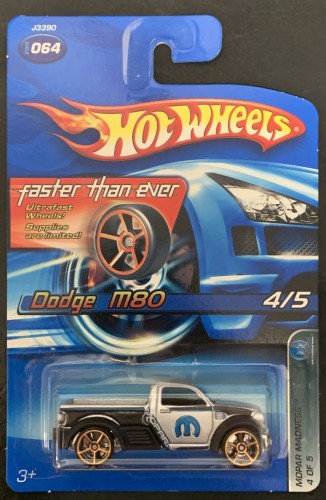 J3390
064
HOT WHEELS
faster than ever
Ultrafast
Wheels!
Supplies
are limited!
Dodge M80
4/5
MOPAR MADNESS
4 OF 5
3+